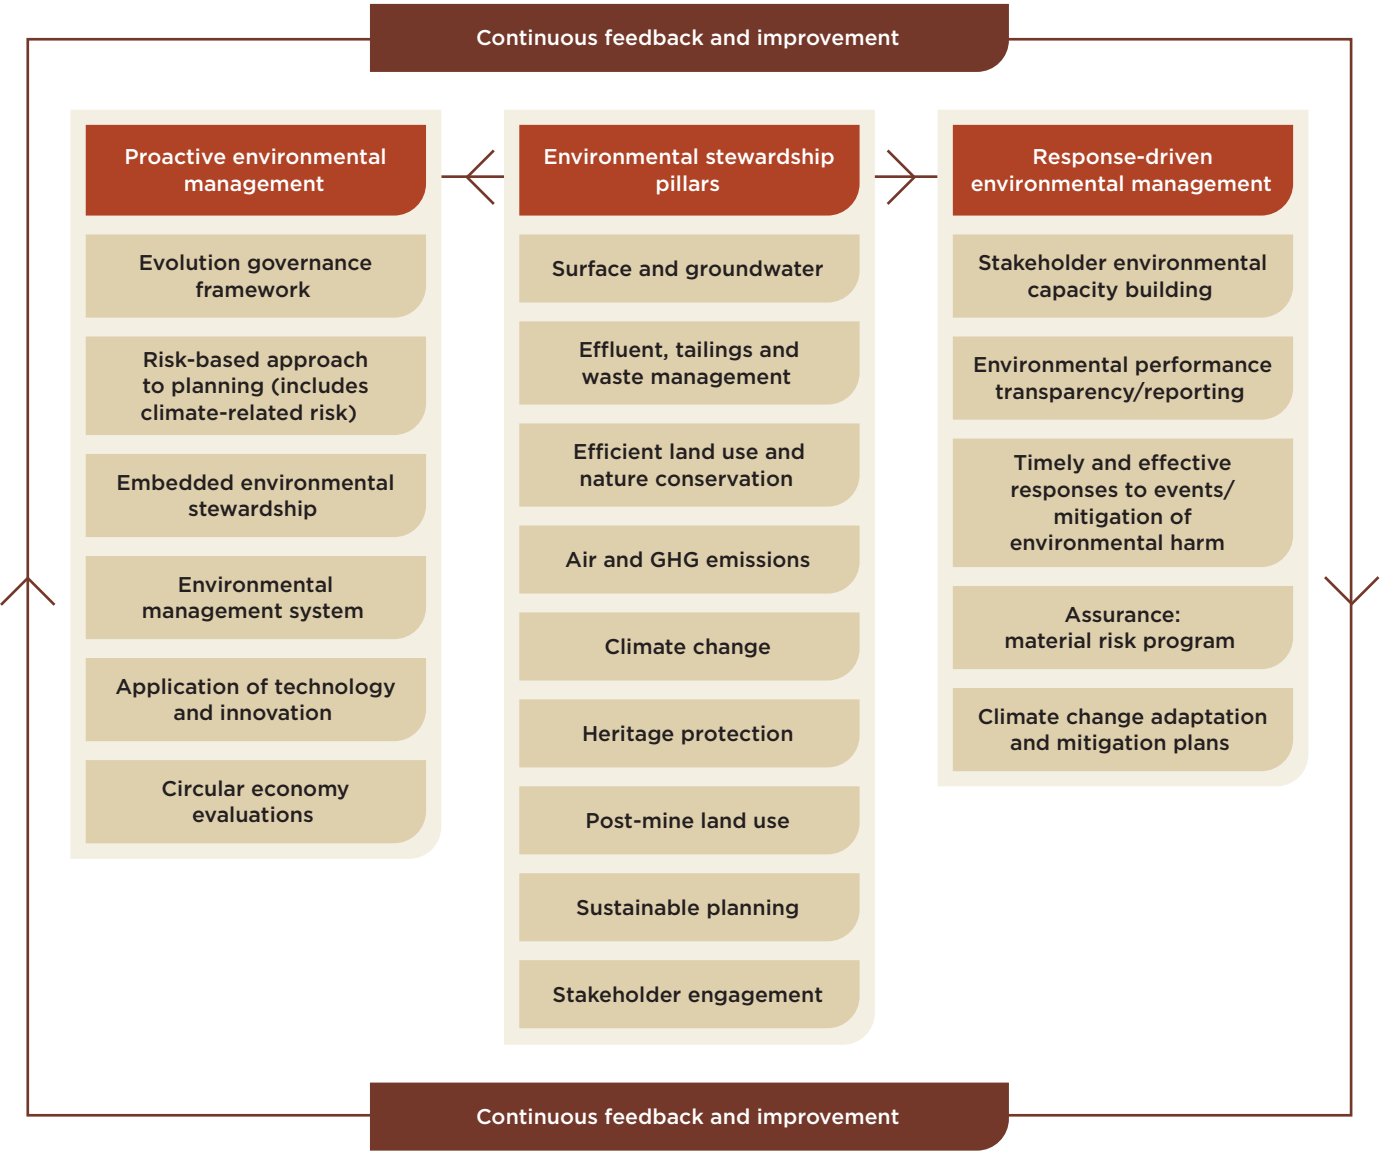 Continuous feedback and improvement
Proactive environmental
management
Evolution governance
framework
Risk-based approach
to planning (includes
climate-related risk)
Embedded environmental
stewardship
Environmental
management system
Application of technology
and innovation
Circular economy
evaluations
Environmental stewardship
pillars
Surface and groundwater
Effluent, tailings and
waste management
Efficient land use and
nature conservation
Air and GHG emissions
Climate change
Heritage protection
Post-mine land use
Sustainable planning
Stakeholder engagement
Response-driven
environmental management
Stakeholder environmental
capacity building
Environmental performance
transparency/reporting
Timely and effective
responses to events/
mitigation of
environmental harm
Assurance:
material risk program
Climate change adaptation
and mitigation plans
Continuous feedback and improvement